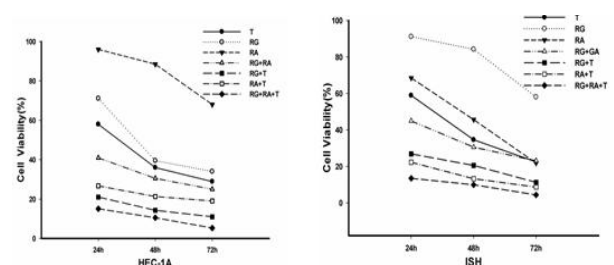 T
RG
RA
RG+RA
RG+T
RA+T
RG+RA+T
100
80
60
40
20
0
Cell Viability(%)
24h 48h 72h
HEC-1A
T
RG
RA
RG+GA
RG+T
RA+T
RG+RA+T
100
80
60
40
20
0
Cell Viability(%)
24h 48h 72h
ISH